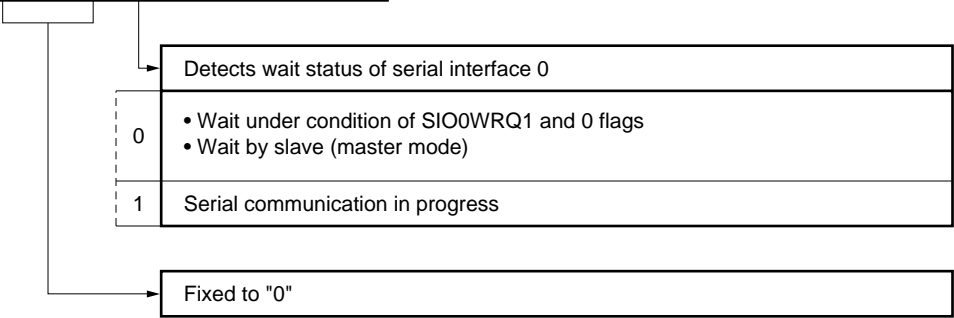 Detects wait status of serial interface 0
0
• Wait under condition of SIO0WRQ1 and 0 flags
• Wait by slave (master mode)
1
Serial communication in progress
Fixed to "0"